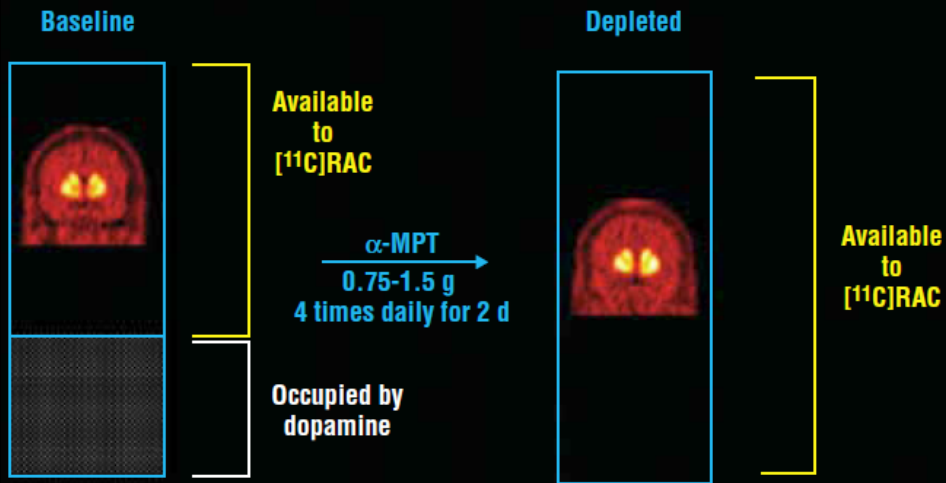 Baseline
Depleted
Available
to
[¹¹C]RAC
α-MPT
0.75-1.5 g
4 times daily for 2 d
Available
to
[¹¹C]RAC
Occupied by
dopamine